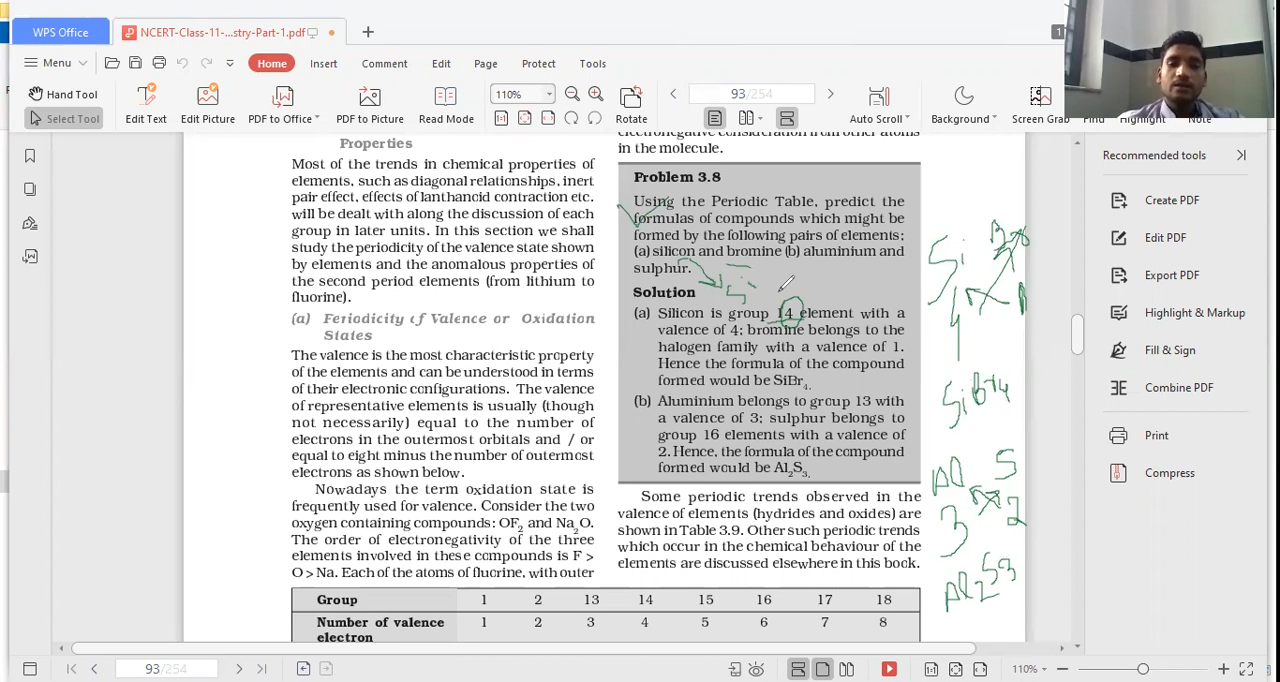 WPS Office
NCERT-Class-11-...stry-Part-1.pdf
Menu
Home
Insert
Comment
Edit
Page
Protect
Tools
1
Hand Tool
Select Tool
Edit Text
Edit Picture
PDF to Office
PDF to Picture
Read Mode
110%
Rotate
93/254
Auto Scroll
Background
Screen Grab
Find
Highlight
Note
Properties
Most of the trends in chemical properties of
elements, such as diagonal relationships, inert
pair effect, effects of lanthanoid contraction etc.
will be dealt with along the discussion of each
group in later units. In this section we shall
study the periodicity of the valence state shown
by elements and the anomalous properties of
the second period elements (from lithium to
fluorine).
(a) Periodicity of Valence or Oxidation
States
The valence is the most characteristic property
of the elements and can be understood in terms
of their electronic configurations. The valence
of representative elements is usually (though
not necessarily) equal to the number of
electrons in the outermost orbitals and / or
equal to eight minus the number of outermost
electrons as shown below.
Nowadays the term oxidation state is
frequently used for valence. Consider the two
oxygen containing compounds: OF2 and Na2O.
The order of electronegativity of the three
elements involved in these compounds is F >
O > Na. Each of the atoms of fluorine, with outer
electronegative consideration from other atoms
in the molecule.
Problem 3.8
Using the Periodic Table, predict the
formulas of compounds which might be
formed by the following pairs of elements;
(a) silicon and bromine (b) aluminium and
sulphur.
Solution
(a) Silicon is group 14 element with a
valence of 4; bromine belongs to the
halogen family with a valence of 1.
Hence the formula of the compound
formed would be SiBr4.
(b) Aluminium belongs to group 13 with
a valence of 3; sulphur belongs to
group 16 elements with a valence of
2. Hence, the formula of the compound
formed would be Al2S3.
Some periodic trends observed in the
valence of elements (hydrides and oxides) are
shown in Table 3.9. Other such periodic trends
which occur in the chemical behaviour of the
elements are discussed elsewhere in this book.
Group 1 2 13 14 15 16 17 18
Number of valence 1 2 3 4 5 6 7 8
electron
Si Br
4
SiBr4
Al S
3 2
Al2S3
Recommended tools
Create PDF
Edit PDF
Export PDF
Highlight & Markup
Fill & Sign
Combine PDF
Print
Compress
93/254
110%